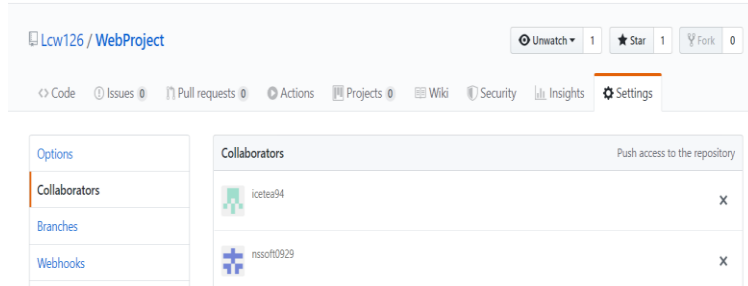 Lcw126 / WebProject
Unwatch 1 Star 1 Fork 0
<> Code Issues 0 Pull requests 0 Actions Projects 0 Wiki Security Insights Settings
Options
Collaborators
Branches
Webhooks
Collaborators Push access to the repository
icetea94
nssoft0929